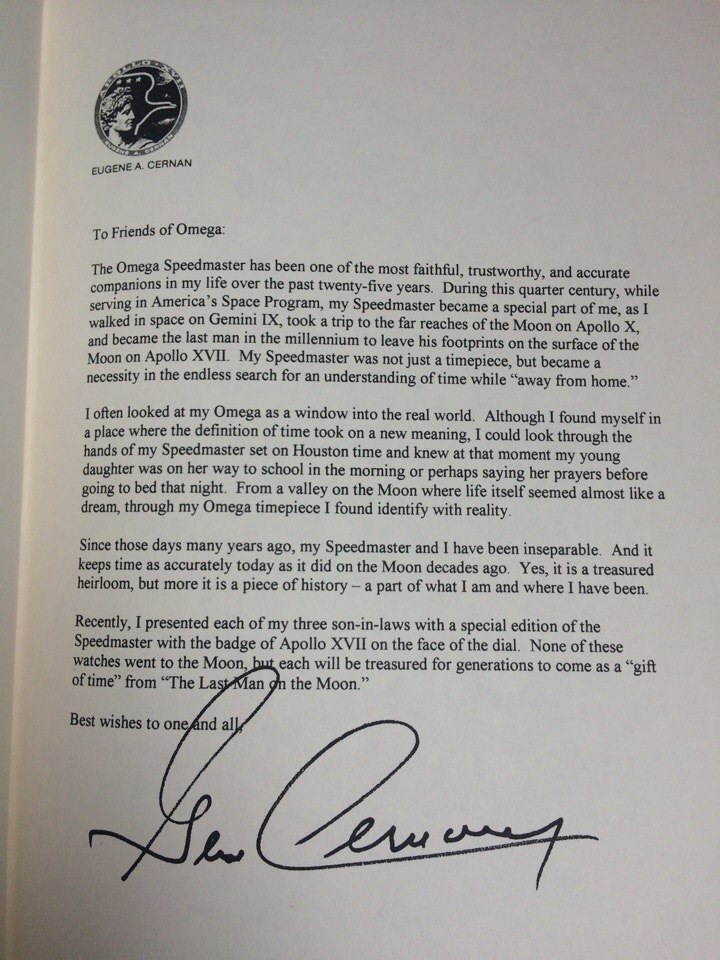 APOLLO XVII
EUGENE A. CERNAN
EUGENE A. CERNAN
To Friends of Omega:
The Omega Speedmaster has been one of the most faithful, trustworthy, and accurate
companions in my life over the past twenty-five years. During this quarter century, while
serving in America's Space Program, my Speedmaster became a special part of me, as I
walked in space on Gemini IX, took a trip to the far reaches of the Moon on Apollo X,
and became the last man in the millennium to leave his footprints on the surface of the
Moon on Apollo XVII. My Speedmaster was not just a timepiece, but became a
necessity in the endless search for an understanding of time while “away from home.”
I often looked at my Omega as a window into the real world. Although I found myself in
a place where the definition of time took on a new meaning, I could look through the
hands of my Speedmaster set on Houston time and knew at that moment my young
daughter was on her way to school in the morning or perhaps saying her prayers before
going to bed that night. From a valley on the Moon where life itself seemed almost like a
dream, through my Omega timepiece I found identify with reality.
Since those days many years ago, my Speedmaster and I have been inseparable. And it
keeps time as accurately today as it did on the Moon decades ago. Yes, it is a treasured
heirloom, but more it is a piece of history – a part of what I am and where I have been.
Recently, I presented each of my three son-in-laws with a special edition of the
Speedmaster with the badge of Apollo XVII on the face of the dial. None of these
watches went to the Moon, but each will be treasured for generations to come as a “gift
of time” from “The Last Man on the Moon.”
Best wishes to one and all,
Gene Cernan